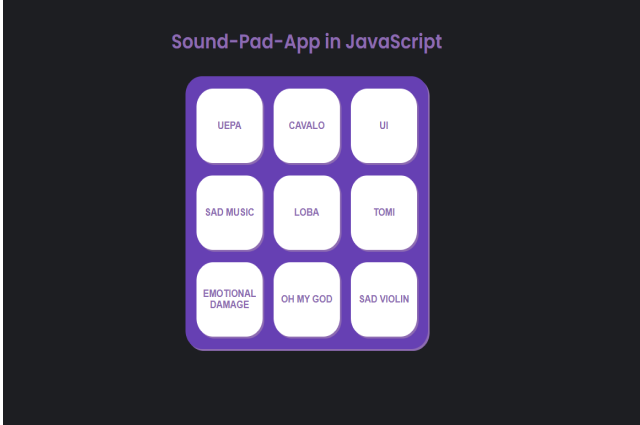 Sound-Pad-App in JavaScript
UEPA
CAVALO
UI
SAD MUSIC
LOBA
TOMI
EMOTIONAL
DAMAGE
OH MY GOD
SAD VIOLIN